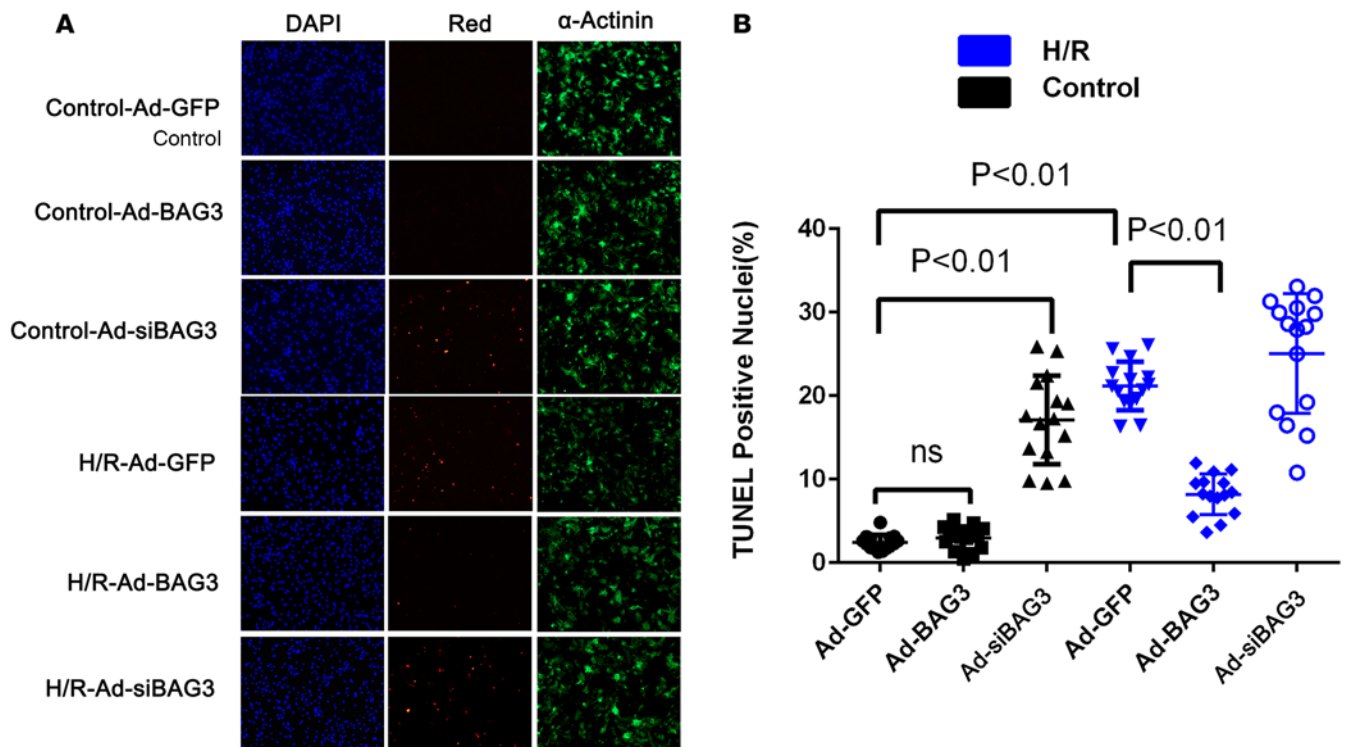 A
DAPI Red α-Actinin
Control-Ad-GFP
Control
Control-Ad-BAG3
Control-Ad-siBAG3
H/R-Ad-GFP
H/R-Ad-BAG3
H/R-Ad-siBAG3
B
H/R
Control
P<0.01
P<0.01
P<0.01
ns
TUNEL Positive Nuclei(%)
40
30
20
10
0
Ad-GFP
Ad-BAG3
Ad-siBAG3
Ad-GFP
Ad-BAG3
Ad-siBAG3